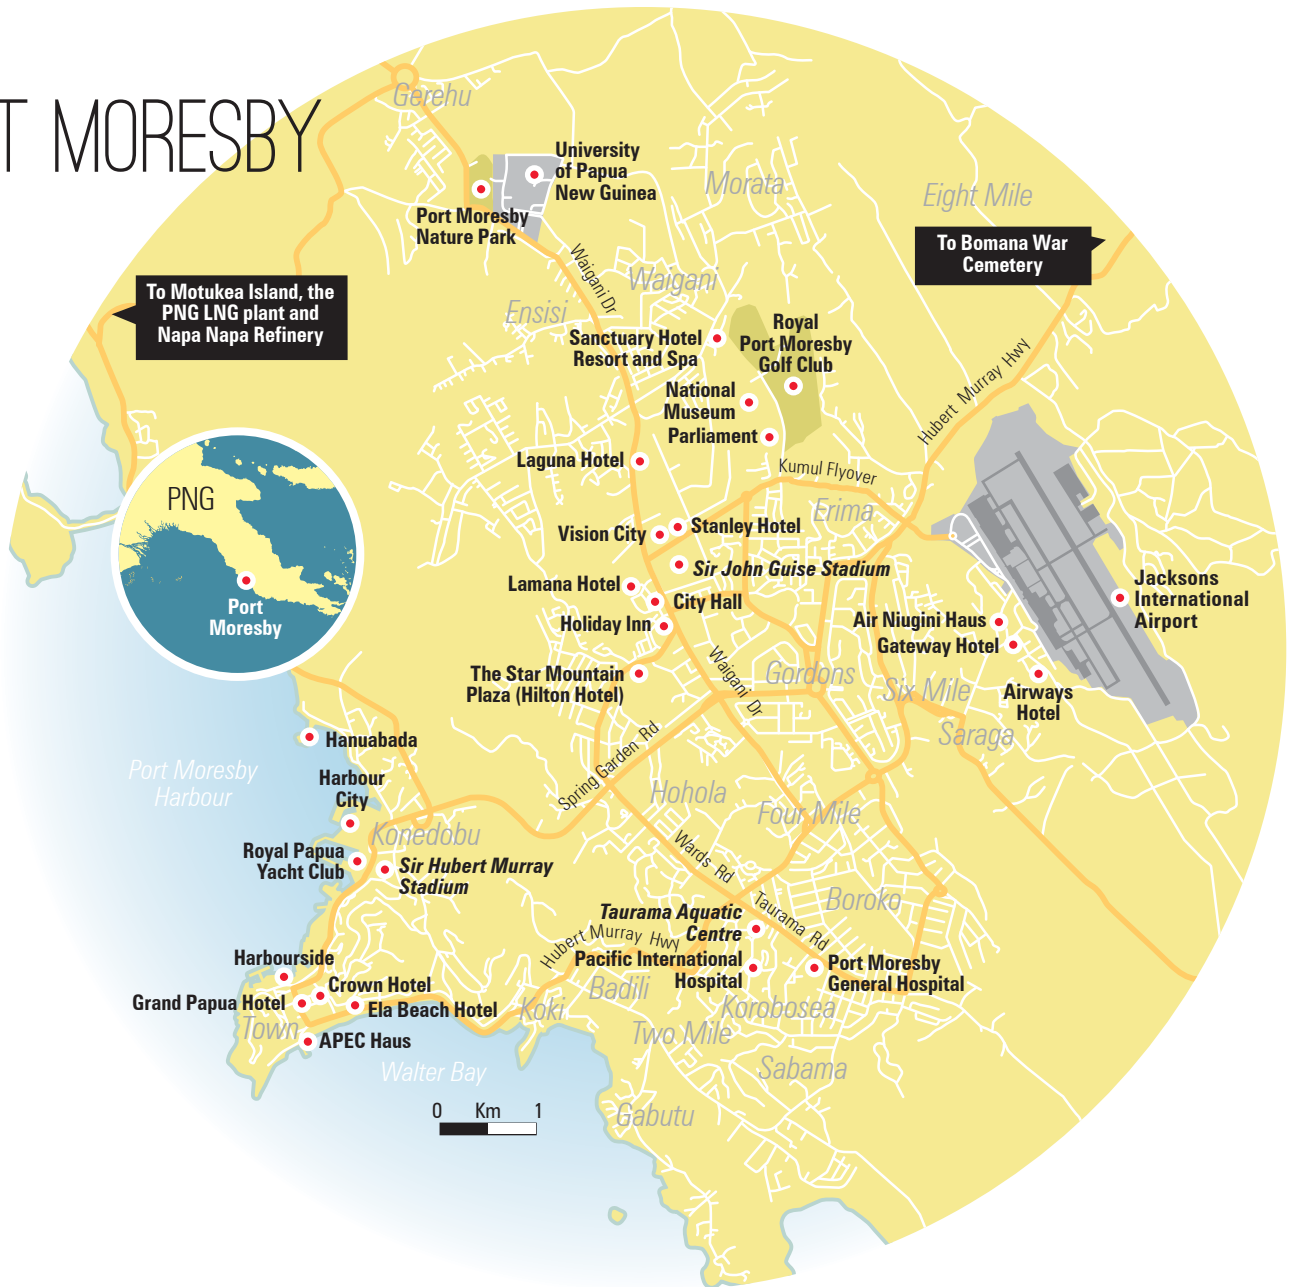 T MORESBY
Gerehu
University
of Papua
New Guinea
Port Moresby
Nature Park
Morata
Eight Mile
To Bomana War
Cemetery
Waigani Dr
Waigani
Ensisi
To Motukea Island, the
PNG LNG plant and
Napa Napa Refinery
Sanctuary Hotel
Resort and Spa
Royal
Port Moresby
Golf Club
National
Museum
Parliament
Hubert Murray Hwy
Laguna Hotel
Kumul Flyover
PNG
Port
Moresby
Erima
Vision City
Stanley Hotel
Sir John Guise Stadium
Lamana Hotel
City Hall
Holiday Inn
Jacksons
International
Airport
Air Niugini Haus
Gateway Hotel
Airways
Hotel
The Star Mountain
Plaza (Hilton Hotel)
Waigani Dr
Gordons
Six Mile
Saraga
Hanuabada
Spring Garden Rd
Port Moresby
Harbour
Harbour
City
Hohola
Four Mile
Konedobu
Royal Papua
Yacht Club
Sir Hubert Murray
Stadium
Wards Rd
Boroko
Taurama Rd
Taurama Aquatic
Centre
Hubert Murray Hwy
Pacific International
Hospital
Port Moresby
General Hospital
Harbourside
Crown Hotel
Grand Papua Hotel
Ela Beach Hotel
Badili
Koki
Korobosea
Town
APEC Haus
Two Mile
Walter Bay
Sabama
0 Km 1
Gabutu